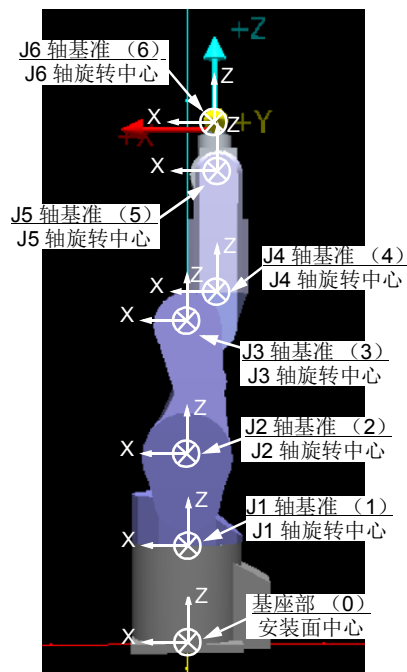 J6 轴基准 （6）
J6 轴旋转中心
+Z
Z
X
Z
+X
+Y
X
J5 轴基准 （5）
J5 轴旋转中心
Z
J4 轴基准 （4）
J4 轴旋转中心
Z
X
X
J3 轴基准 （3）
J3 轴旋转中心
Z
J2 轴基准 （2）
J2 轴旋转中心
X
Z
J1 轴基准 （1）
J1 轴旋转中心
X
Z
基座部 （0）
安装面中心
X